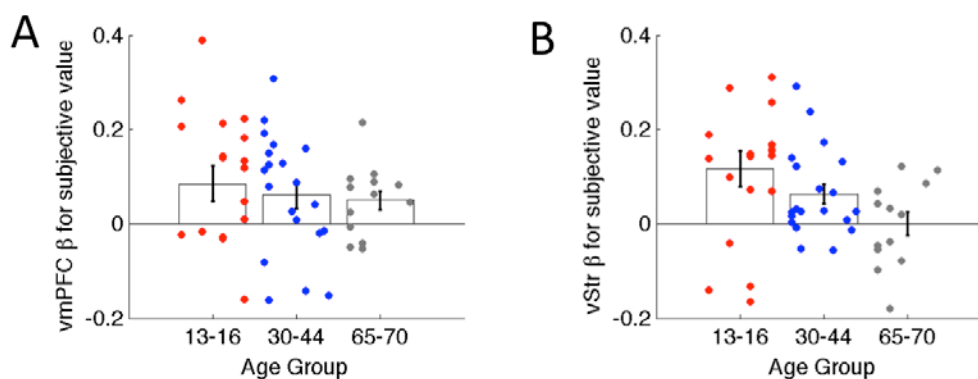 A
vmPFC β for subjective value
0.4
0.2
0
-0.2
13-16 30-44 65-70
Age Group
B
vStr β for subjective value
0.4
0.2
0
-0.2
13-16 30-44 65-70
Age Group